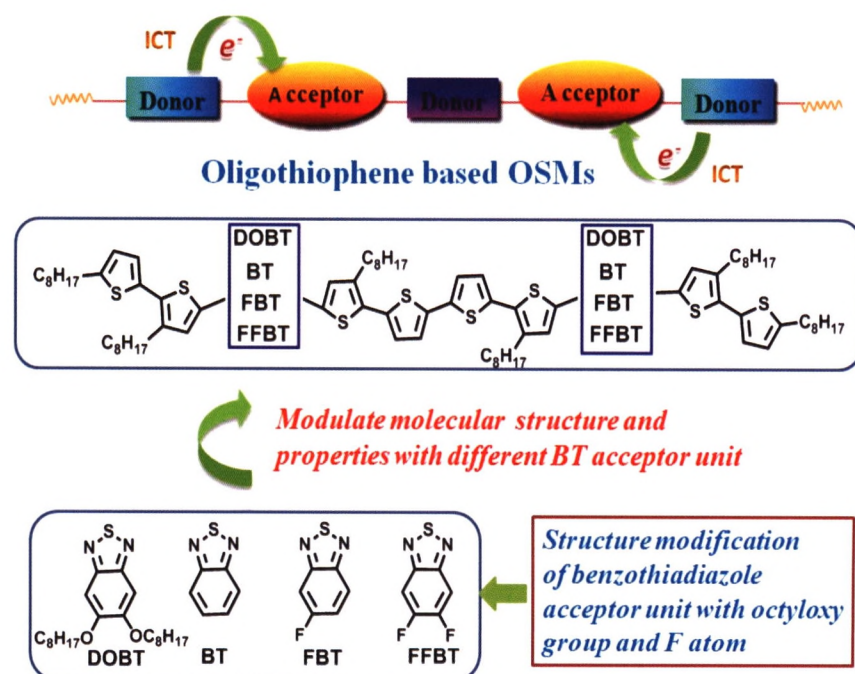 ICT
e-
Donor
Acceptor
Donor
Acceptor
Donor
e-
ICT
Oligothiophene based OSMs
DOBT
BT
FBT
FFBT
DOBT
BT
FBT
FFBT
C8H17
S
S
C8H17
C8H17
S
S
S
S
C8H17
C8H17
S
S
C8H17
Modulate molecular structure and
properties with different BT acceptor unit
S
N N
C8H17O OC8H17
DOBT
S
N N
BT
S
N N
F
FBT
S
N N
F F
FFBT
Structure modification
of benzothiadiazole
acceptor unit with octyloxy
group and F atom